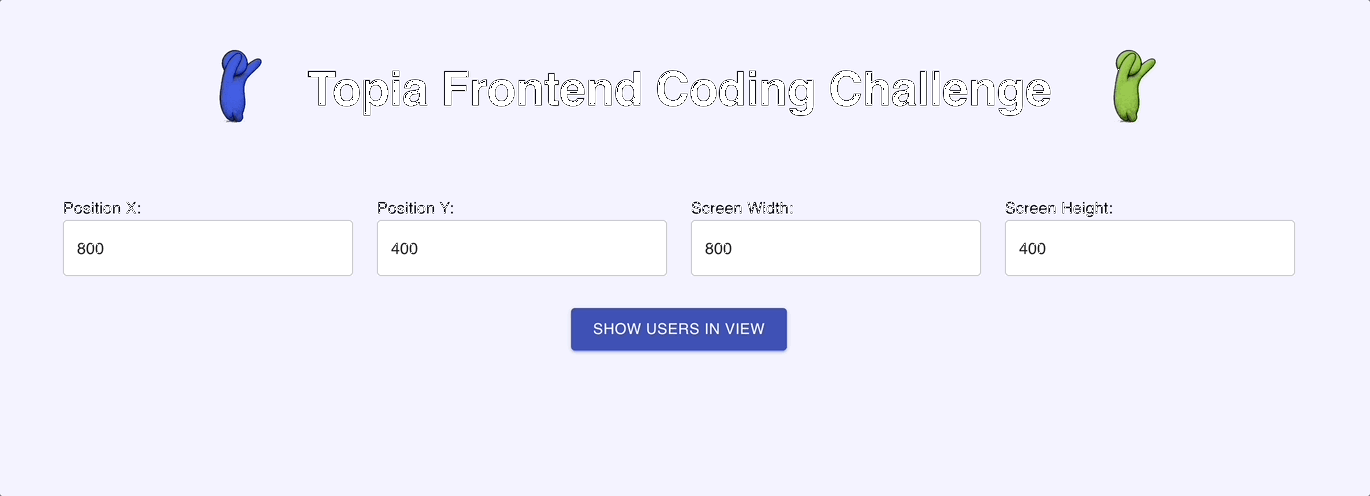 Topia Frontend Coding Challenge
Position X: Position Y: Screen Width: Screen Height:
800 400 800 400
SHOW USERS IN VIEW